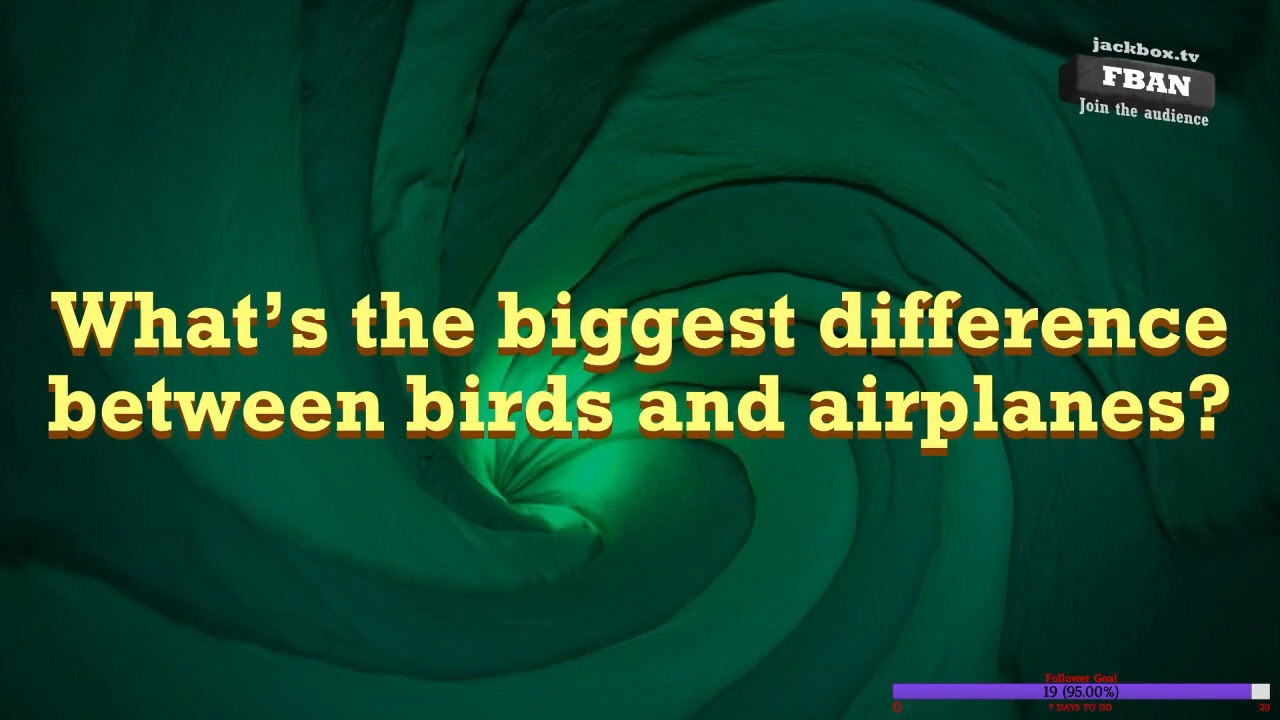 jackbox.tv
FBAN
Join the audience
What's the biggest difference
between birds and airplanes?
Follower Goal
19 (95.00%)
0 7 DAYS TO GO 20